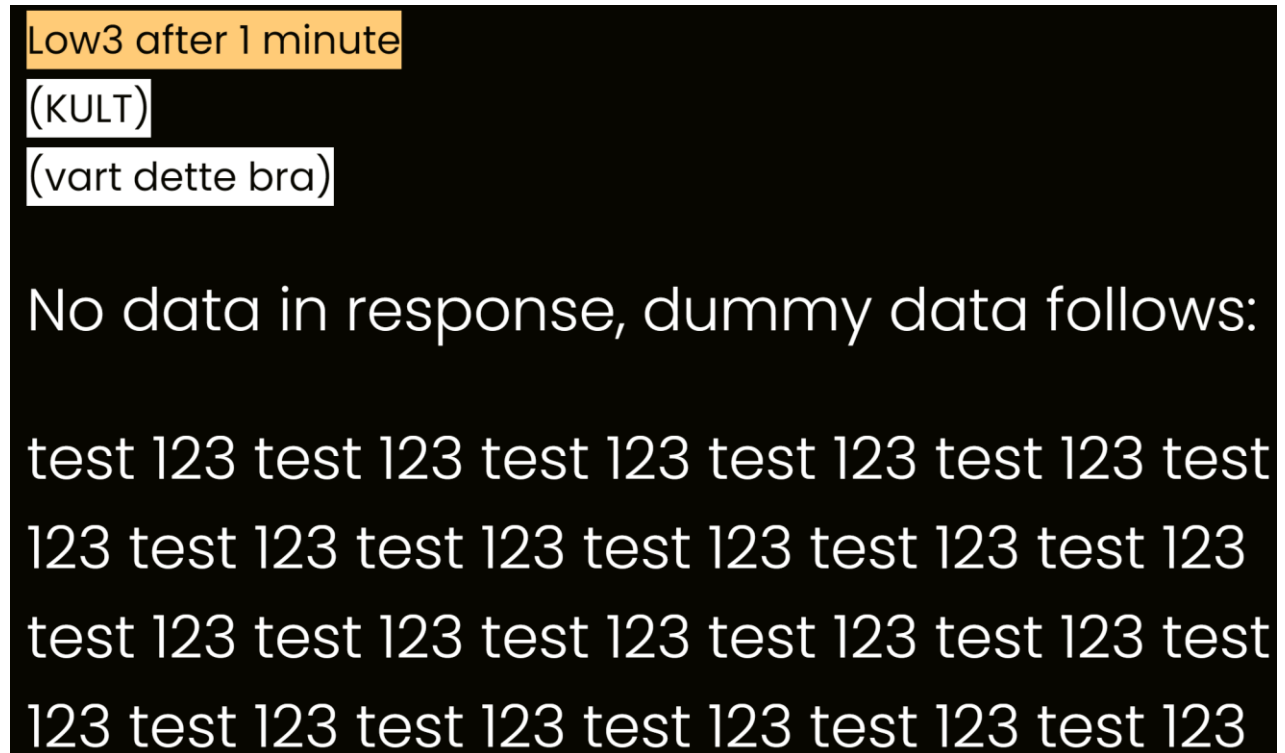 Low3 after 1 minute
(KULT)
(vart dette bra)
No data in response, dummy data follows:
test 123 test 123 test 123 test 123 test 123 test
123 test 123 test 123 test 123 test 123 test 123
test 123 test 123 test 123 test 123 test 123 test
123 test 123 test 123 test 123 test 123 test 123